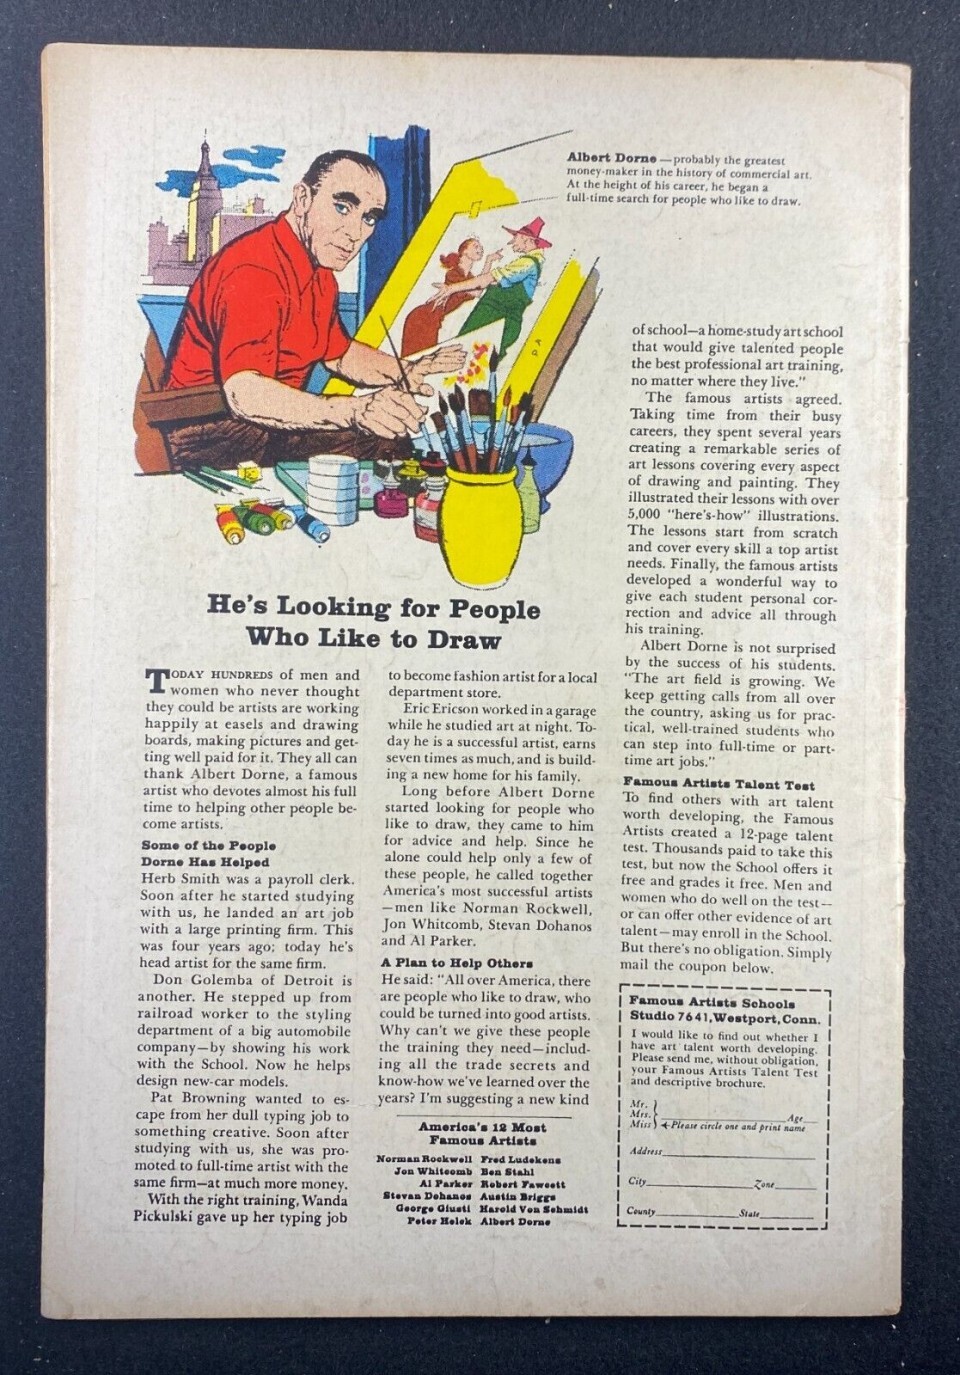 Albert Dorne — probably the greatest
money-maker in the history of commercial art.
At the height of his career, he began a
full-time search for people who like to draw.
He's Looking for People
Who Like to Draw
TODAY HUNDREDS of men and
women who never thought
they could be artists are working
happily at easels and drawing
boards, making pictures and get-
ting well paid for it. They all can
thank Albert Dorne, a famous
artist who devotes almost his full
time to helping other people be-
come artists.
Some of the People
Dorne Has Helped
Herb Smith was a payroll clerk.
Soon after he started studying
with us, he landed an art job
with a large printing firm. This
was four years ago; today he's
head artist for the same firm.
Don Golemba of Detroit is
another. He stepped up from
railroad worker to the styling
department of a big automobile
company—by showing his work
with the School. Now he helps
design new-car models.
Pat Browning wanted to es-
cape from her dull typing job to
something creative. Soon after
studying with us, she was pro-
moted to full-time artist with the
same firm—at much more money.
With the right training, Wanda
Pickulski gave up her typing job
to become fashion artist for a local
department store.
Eric Ericson worked in a garage
while he studied art at night. To-
day he is a successful artist, earns
seven times as much, and is build-
ing a new home for his family.
Long before Albert Dorne
started looking for people who
like to draw, they came to him
for advice and help. Since he
alone could help only a few of
these people, he called together
America's most successful artists
—men like Norman Rockwell,
Jon Whitcomb, Stevan Dohanos
and Al Parker.
A Plan to Help Others
He said: "All over America, there
are people who like to draw, who
could be turned into good artists.
Why can't we give these people
the training they need—includ-
ing all the trade secrets and
know-how we've learned over the
years? I'm suggesting a new kind
America's 12 Most
Famous Artists
Norman Rockwell Fred Ludekens
Jon Whitcomb Ben Stahl
Al Parker Robert Fawcett
Stevan Dohanos Austin Briggs
George Giusti Harold Von Schmidt
Peter Helck Albert Dorne
of school—a home-study art school
that would give talented people
the best professional art training,
no matter where they live."
The famous artists agreed.
Taking time from their busy
careers, they spent several years
creating a remarkable series of
art lessons covering every aspect
of drawing and painting. They
illustrated their lessons with over
5,000 "here's-how" illustrations.
The lessons start from scratch
and cover every skill a top artist
needs. Finally, the famous artists
developed a wonderful way to
give each student personal cor-
rection and advice all through
his training.
Albert Dorne is not surprised
by the success of his students.
"The art field is growing. We
keep getting calls from all over
the country, asking us for prac-
tical, well-trained students who
can step into full-time or part-
time art jobs."
Famous Artists Talent Test
To find others with art talent
worth developing, the Famous
Artists created a 12-page talent
test. Thousands paid to take this
test, but now the School offers it
free and grades it free. Men and
women who do well on the test—
or can offer other evidence of art
talent—may enroll in the School.
But there's no obligation. Simply
mail the coupon below.
Famous Artists Schools
Studio 7641, Westport, Conn.
I would like to find out whether I
have art talent worth developing.
Please send me, without obligation,
your Famous Artists Talent Test
and descriptive brochure.
Mr.
Mrs. Age
Miss Please circle one and print name
Address
City Zone
County State